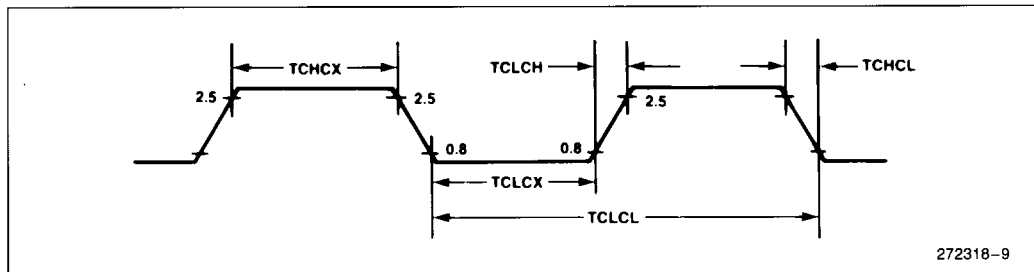 TCHCX TCLCH TCHCL
2.5 2.5 2.5
0.8 0.8
TCLCX
TCLCL
272318–9